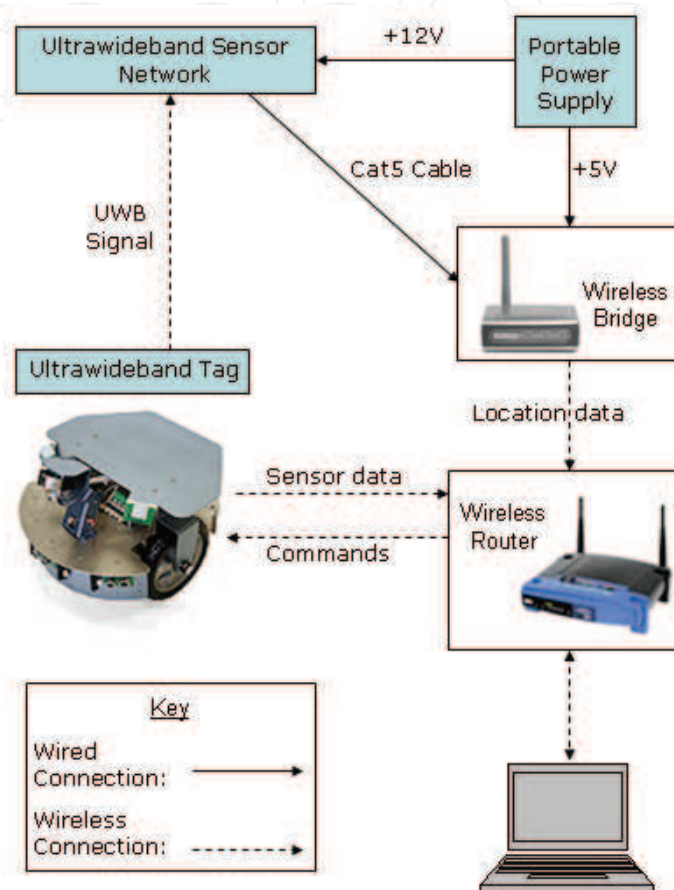 Ultrawideband Sensor
Network
+12V
Portable
Power
Supply
Cat5 Cable
+5V
UWB
Signal
Wireless
Bridge
Ultrawideband Tag
Location data
Sensor data
Wireless
Router
Commands
Key
Wired
Connection:
Wireless
Connection: